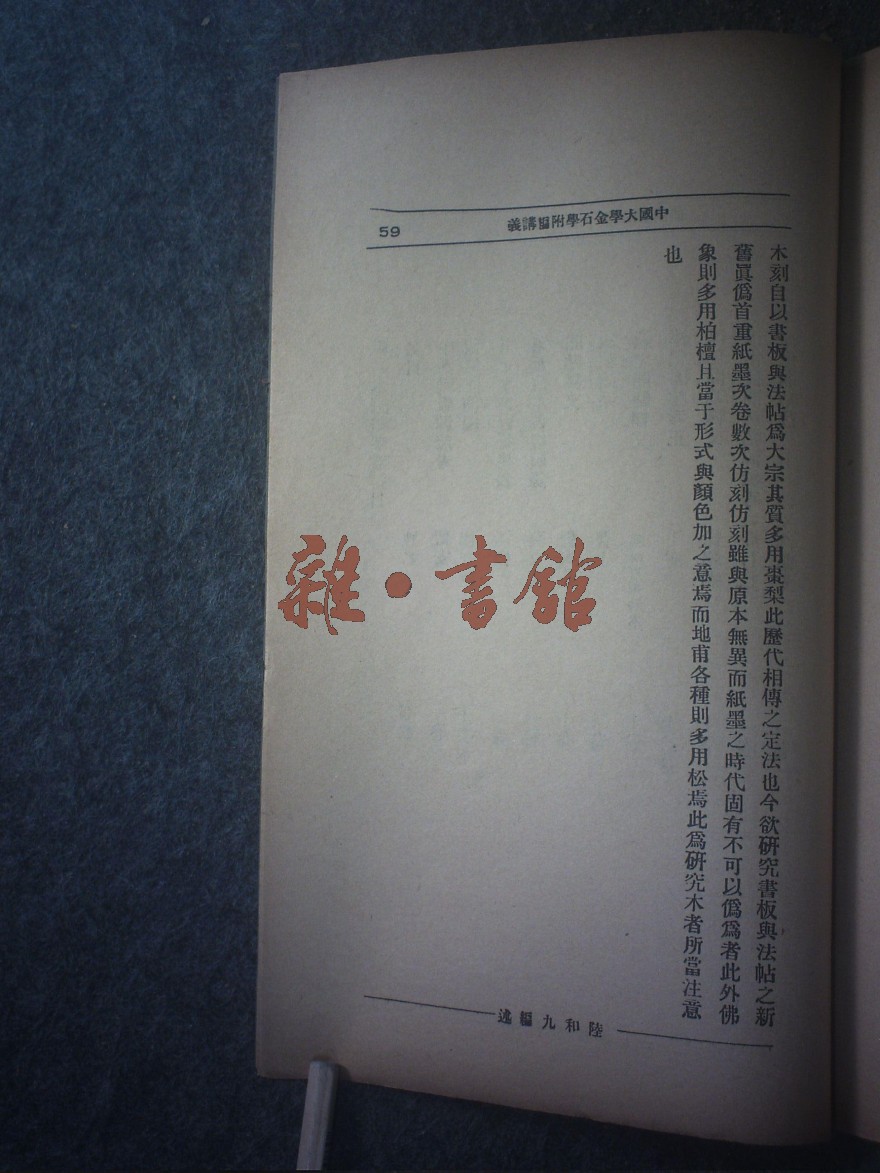 中國大學金石學附編講義
59
木刻自以書板與法帖爲大宗其質多用棗梨此歷代相傳之定法也今欲研究書板與法帖之新
舊眞僞首重紙墨次卷數次仿刻仿刻雖與原本無異而紙墨之時代固有不可以僞爲者此外佛
象則多用柏檀且當于形式與顏色加之意焉而地甫各種則多用松焉此爲研究木者所當注意
也
陸和九編述
雜·書館